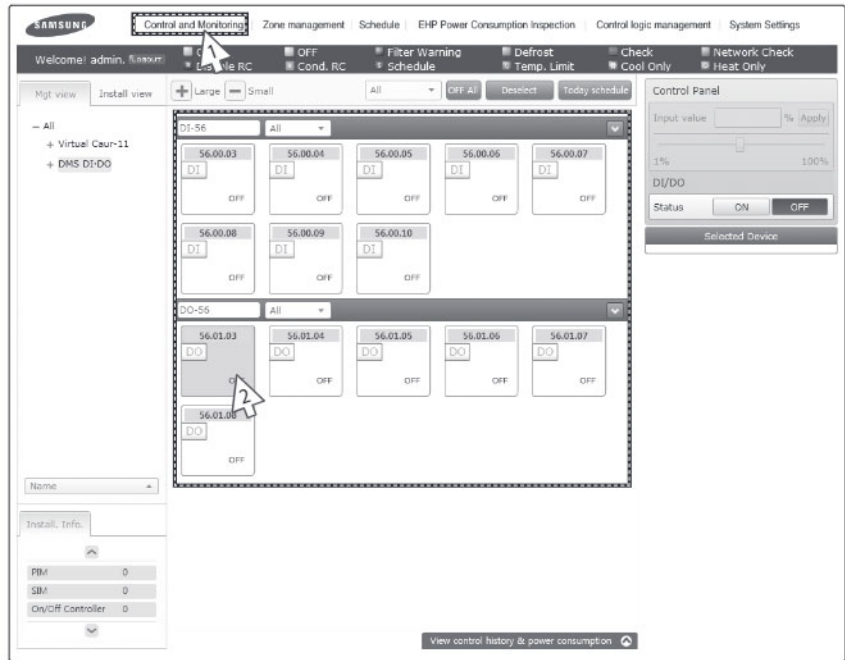 SAMSUNG Control and Monitoring Zone management Schedule EHP Power Consumption Inspection Control logic management System Settings
1
Welcome! admin. Logout OFF Filter Warning Defrost Check Network Check
RC Cond. RC Schedule Temp. Limit Cool Only Heat Only
Mgt view Install view Large Small All OFF All Deselect Today schedule Control Panel
Input value % Apply
1% 100%
DI/DO
Status ON OFF
Selected Device
— All
+ Virtual Caur-11
+ DMS DI-DO
DI-56 All
56.00.03 56.00.04 56.00.05 56.00.06 56.00.07
DI DI DI DI DI
OFF OFF OFF OFF OFF
56.00.08 56.00.09 56.00.10
DI DI DI
OFF OFF OFF
DO-56 All
56.01.03 56.01.04 56.01.05 56.01.06 56.01.07
DO DO DO DO DO
OFF OFF OFF OFF
2
56.01.08
DO
OFF
Name
Install. Info.
PIM 0
SIM 0
On/Off Controller 0
View control history & power consumption